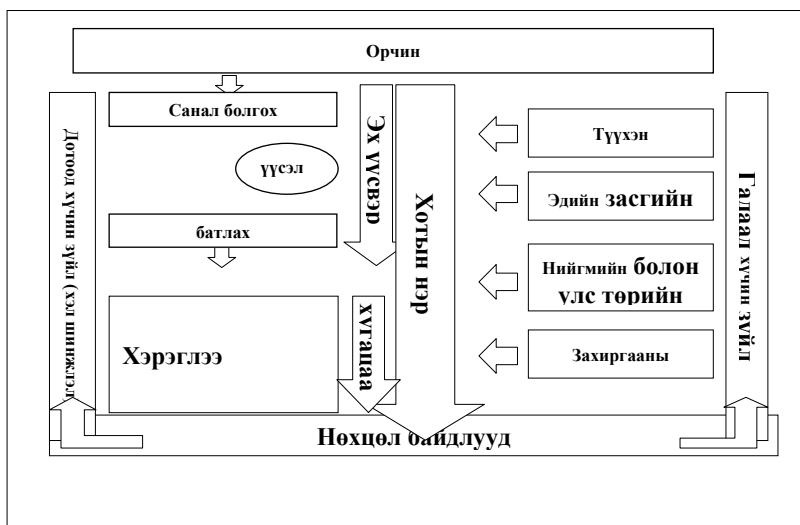 Орчин
Санал болгох
үүсэл
батлах
Хэрэглээ
Дотоод хүчин зүйл (хэл шинжлэл
Эх үүсвэр
хугацаа
Хотын нэр
Түүхэн
Эдийн засгийн
Нийгмийн болон
улс төрийн
Захиргааны
Галаал хүчин зүйл
Нөхцөл байдлууд